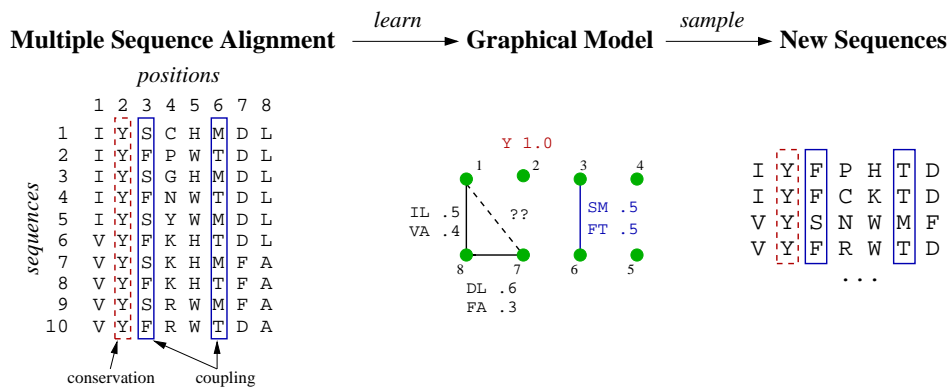 learn
sample
Multiple Sequence Alignment
Graphical Model
New Sequences
positions
1 2 3 4 5 6 7 8
sequences
1 I Y S C H M D L
2 I Y F P W T D L
3 I Y S G H M D L
4 I Y F N W T D L
5 I Y S Y W M D L
6 V Y F K H T D L
7 V Y S K H M F A
8 V Y F K H T F A
9 V Y S R W M F A
10 V Y F R W T D A
conservation
coupling
Y 1.0
1 2 3 4
IL .5
VA .4
??
SM .5
FT .5
8 7 6 5
DL .6
FA .3
I Y F P H T D
I Y F C K T D
V Y S N W M F
V Y F R W T D
...